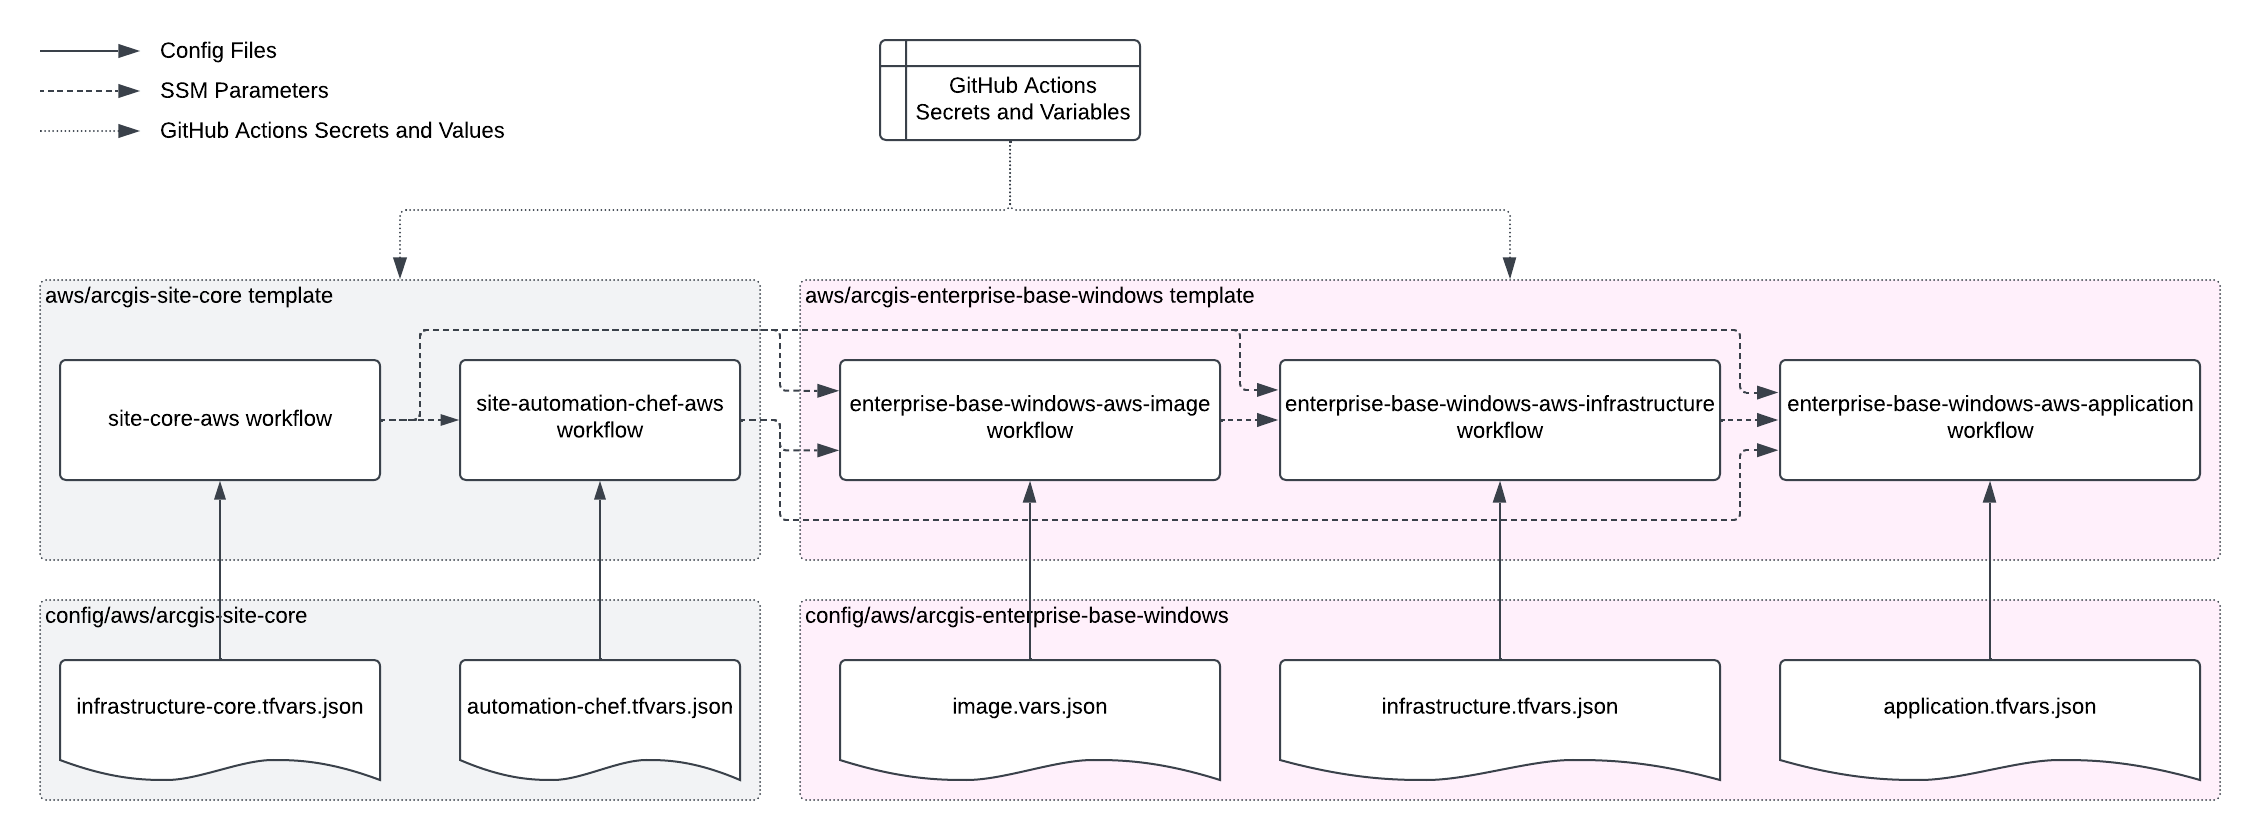 Config Files
SSM Parameters
GitHub Actions Secrets and Values
GitHub Actions
Secrets and Variables
aws/arcgis-site-core template
site-core-aws workflow
site-automation-chef-aws
workflow
aws/arcgis-enterprise-base-windows template
enterprise-base-windows-aws-image
workflow
enterprise-base-windows-aws-infrastructure
workflow
enterprise-base-windows-aws-application
workflow
config/aws/arcgis-site-core
infrastructure-core.tfvars.json
automation-chef.tfvars.json
config/aws/arcgis-enterprise-base-windows
image.vars.json
infrastructure.tfvars.json
application.tfvars.json